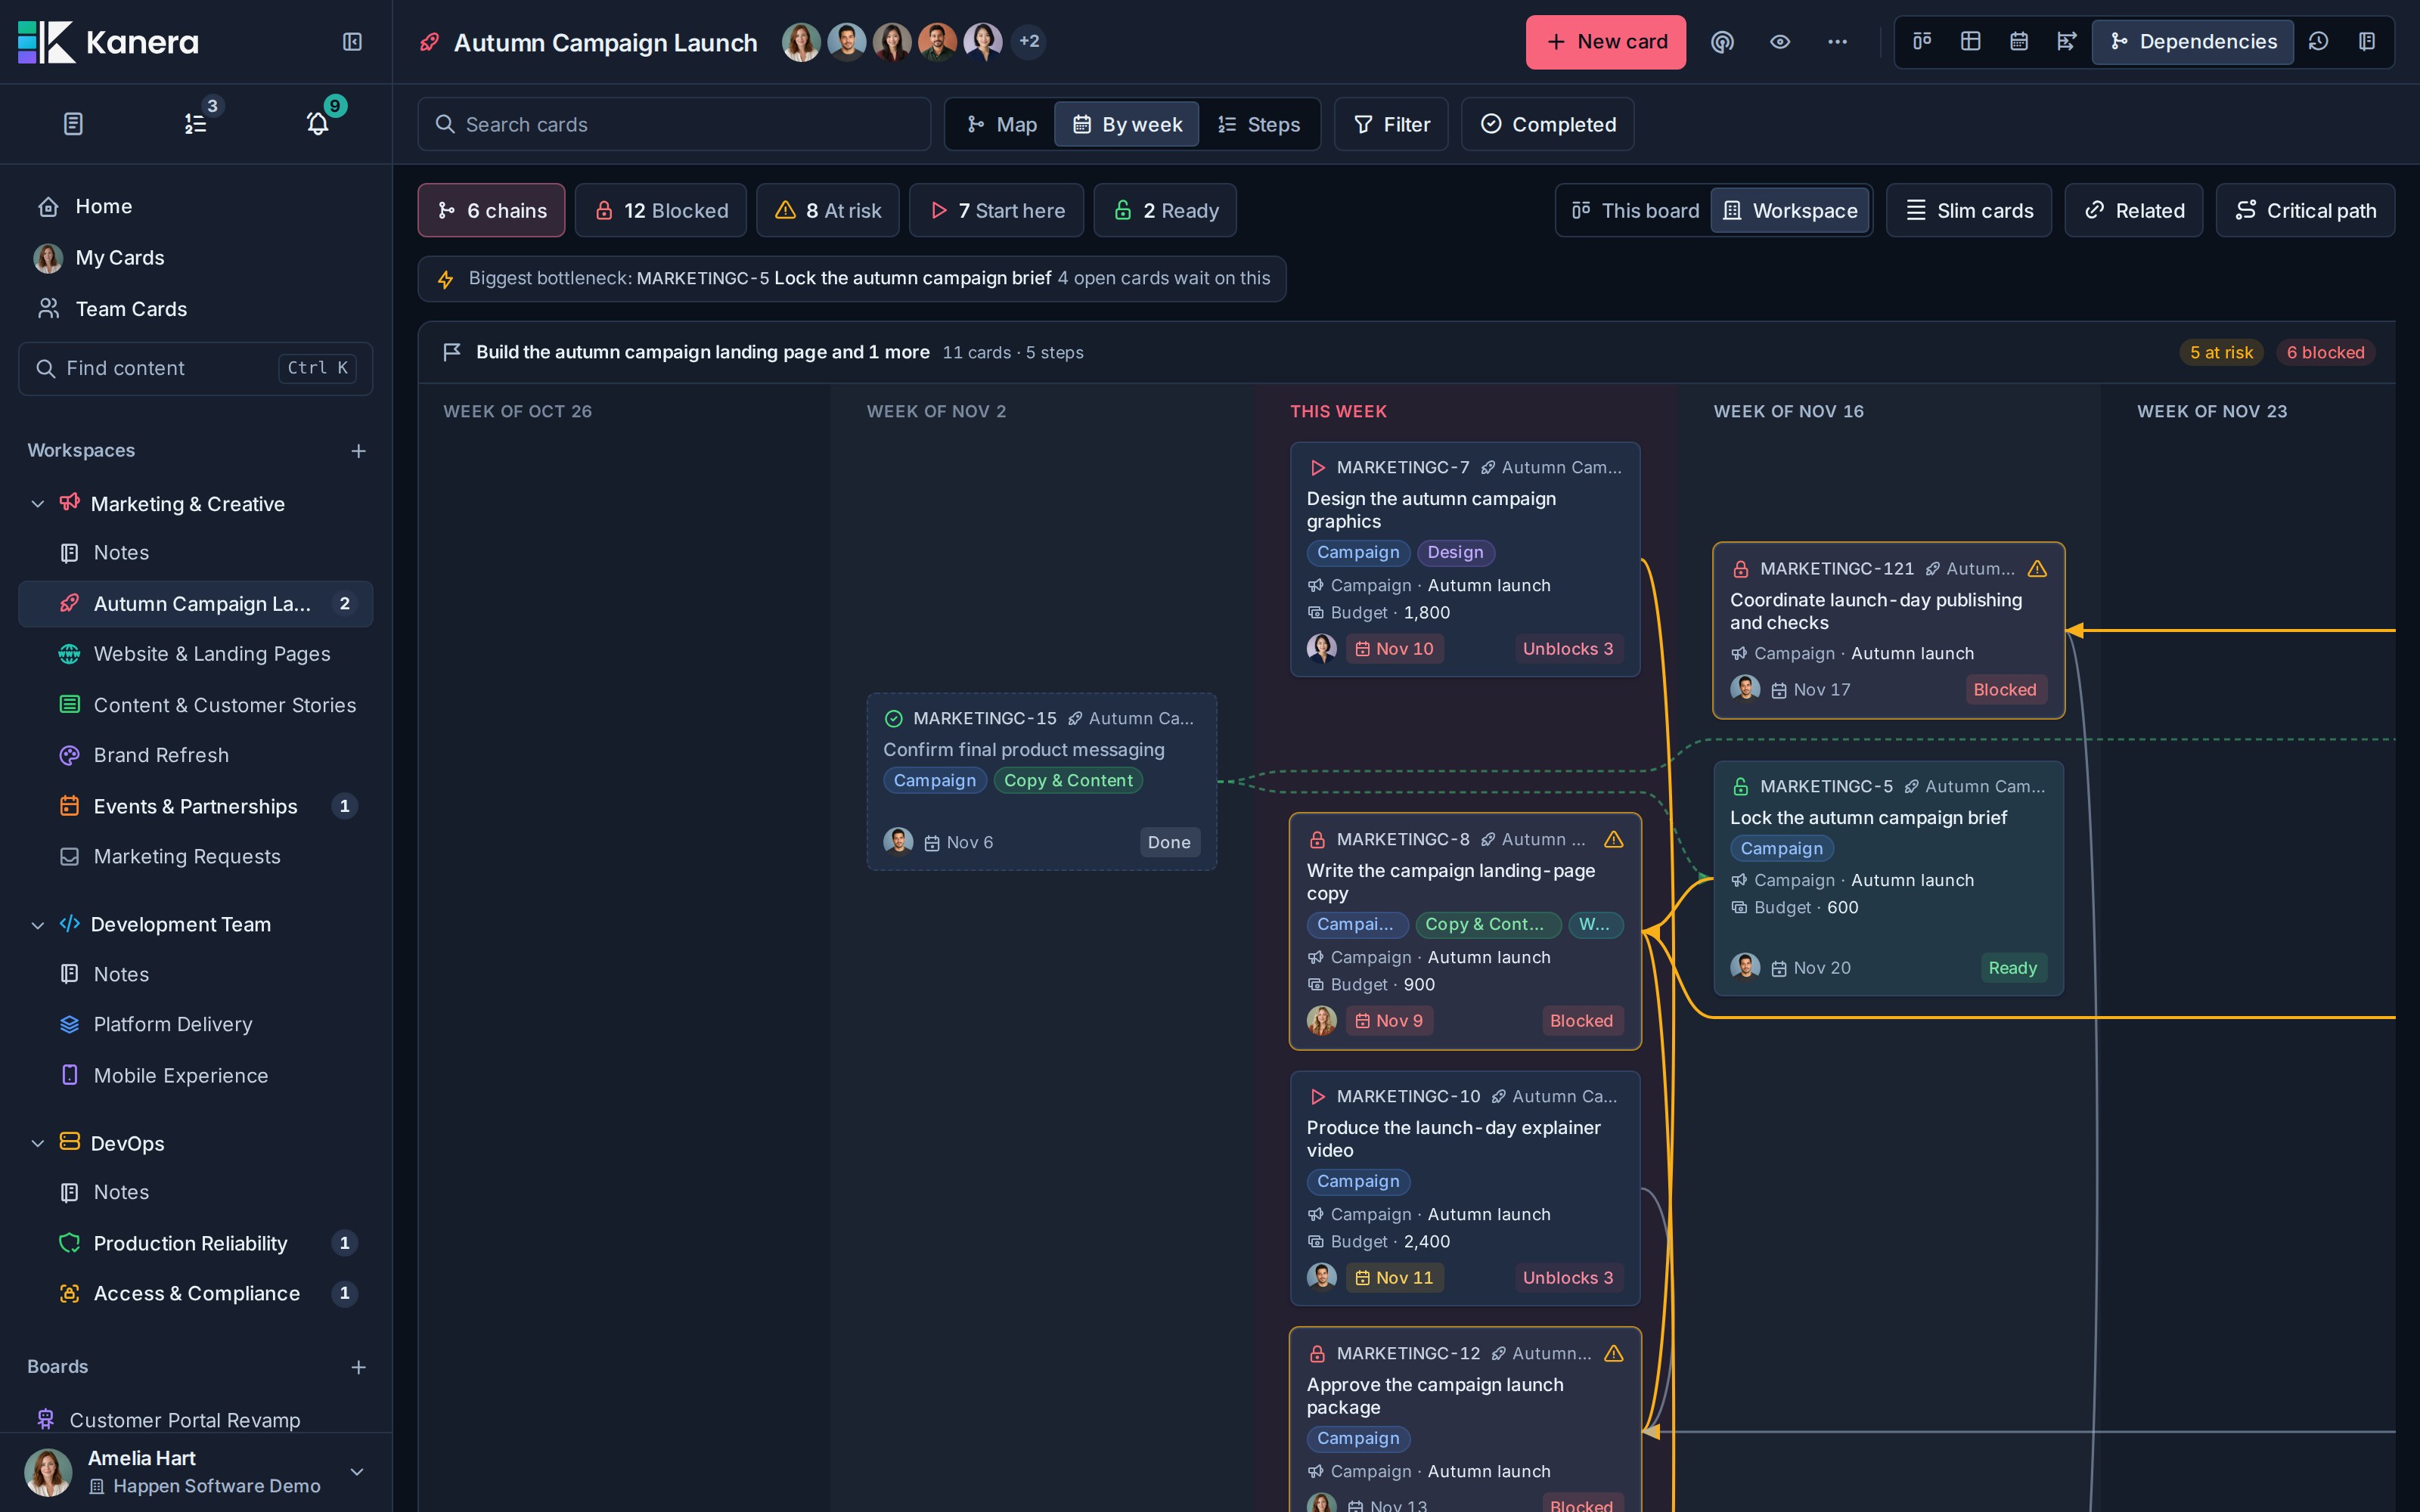 Kanera
Autumn Campaign Launch
+2
New card
Dependencies
3
9
Search cards
Map
By week
Steps
Filter
Completed
Home
My Cards
Team Cards
Find content
Ctrl K
Workspaces
Marketing & Creative
Notes
Autumn Campaign La...
2
Website & Landing Pages
Content & Customer Stories
Brand Refresh
Events & Partnerships
1
Marketing Requests
Development Team
Notes
Platform Delivery
Mobile Experience
DevOps
Notes
Production Reliability
1
Access & Compliance
1
Boards
Customer Portal Revamp
Amelia Hart
Happen Software Demo
6 chains
12 Blocked
8 At risk
7 Start here
2 Ready
This board
Workspace
Slim cards
Related
Critical path
Biggest bottleneck: MARKETINGC-5 Lock the autumn campaign brief 4 open cards wait on this
Build the autumn campaign landing page and 1 more 11 cards · 5 steps
5 at risk
6 blocked
WEEK OF OCT 26
WEEK OF NOV 2
THIS WEEK
WEEK OF NOV 16
WEEK OF NOV 23
MARKETINGC-15 Autumn Ca...
Confirm final product messaging
Campaign Copy & Content
Nov 6 Done
MARKETINGC-7 Autumn Cam...
Design the autumn campaign
graphics
Campaign Design
Campaign · Autumn launch
Budget · 1,800
Nov 10 Unblocks 3
MARKETINGC-8 Autumn ...
Write the campaign landing-page
copy
Campai... Copy & Cont... W...
Campaign · Autumn launch
Budget · 900
Nov 9 Blocked
MARKETINGC-10 Autumn Ca...
Produce the launch-day explainer
video
Campaign
Campaign · Autumn launch
Budget · 2,400
Nov 11 Unblocks 3
MARKETINGC-12 Autumn...
Approve the campaign launch
package
Campaign
Campaign · Autumn launch
Nov 13 Blocked
MARKETINGC-121 Autum...
Coordinate launch-day publishing
and checks
Campaign · Autumn launch
Nov 17 Blocked
MARKETINGC-5 Autumn Cam...
Lock the autumn campaign brief
Campaign
Campaign · Autumn launch
Budget · 600
Nov 20 Ready